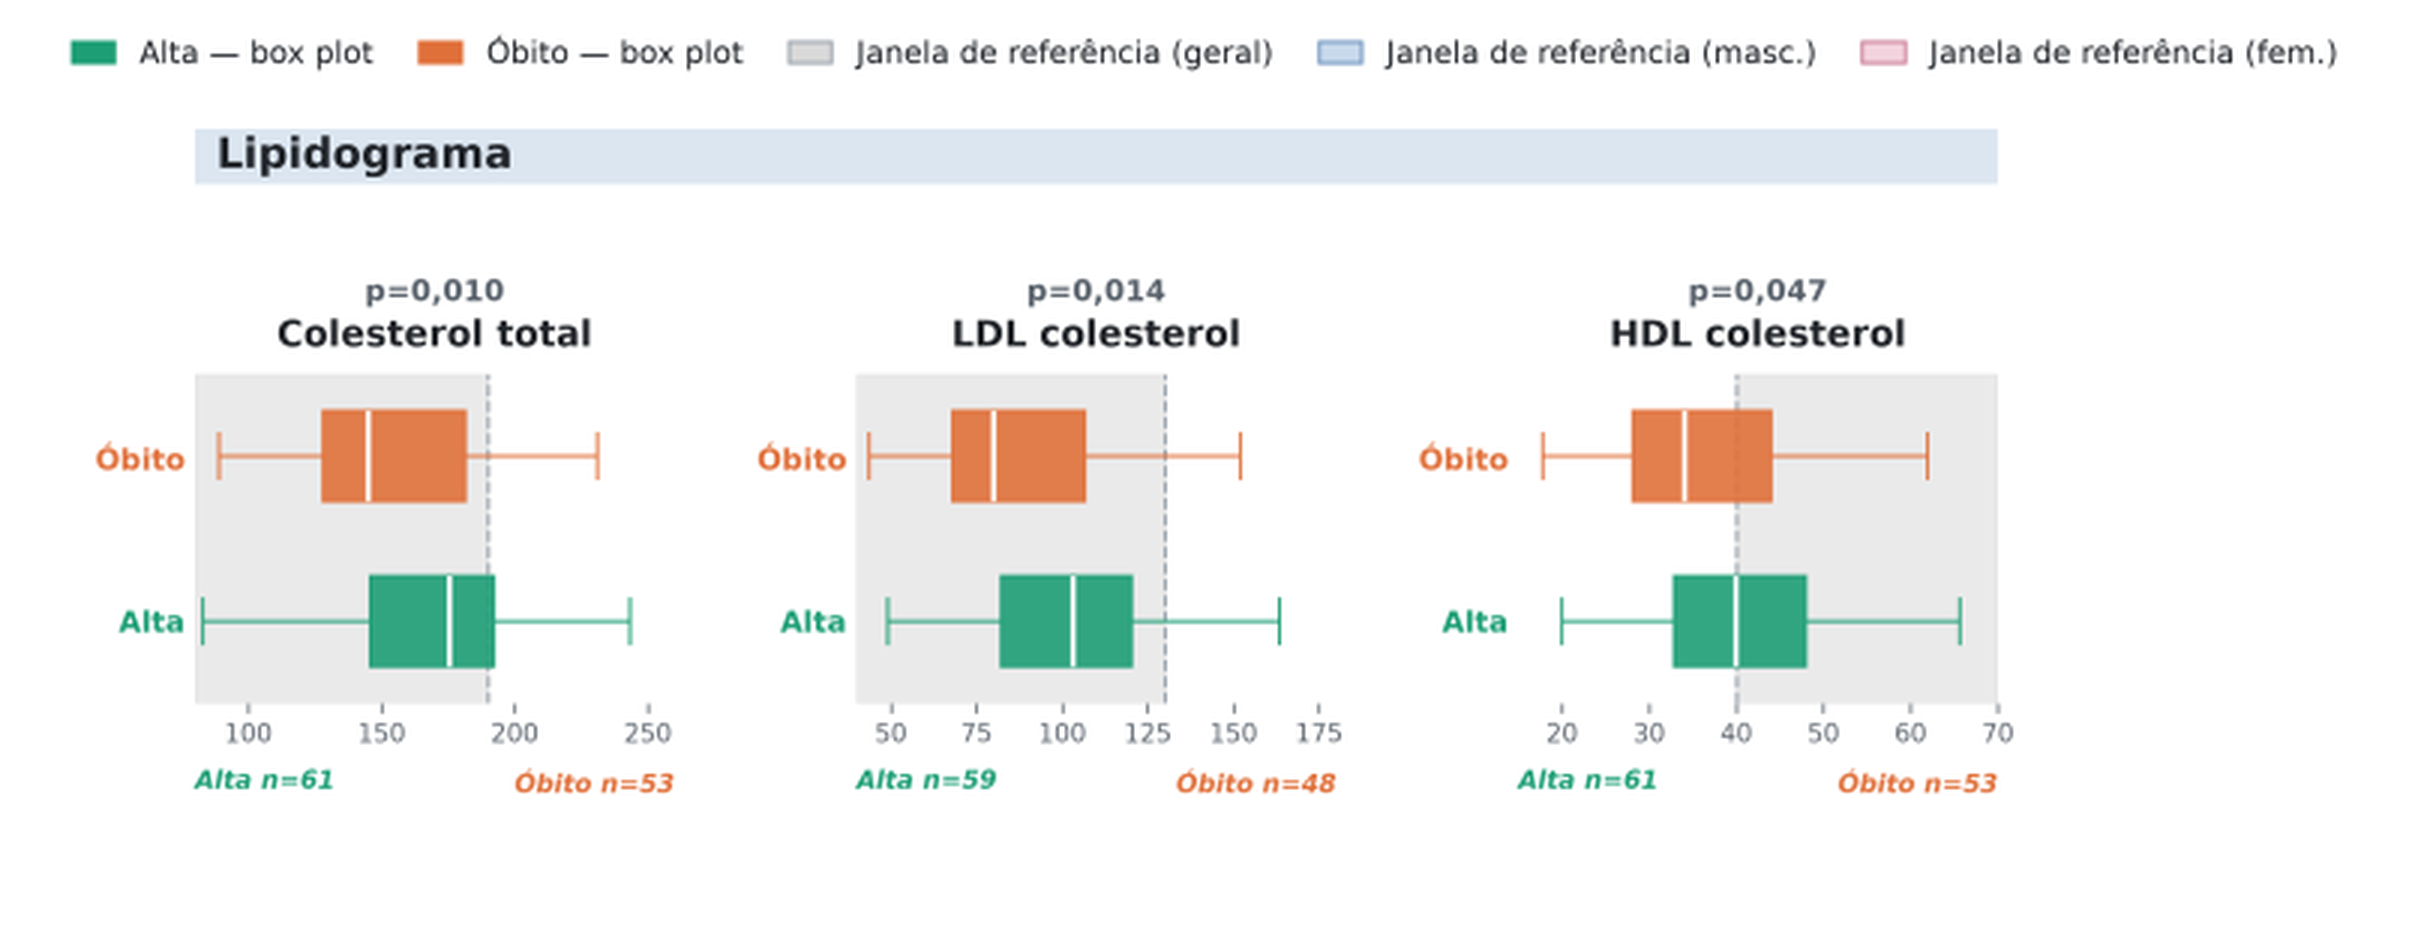 Alta — box plot Óbito — box plot Janela de referência (geral) Janela de referência (masc.) Janela de referência (fem.)
Lipidograma
p=0,010
Colesterol total
Óbito
Alta
100 150 200 250
Alta n=61 Óbito n=53
p=0,014
LDL colesterol
Óbito
Alta
50 75 100 125 150 175
Alta n=59 Óbito n=48
p=0,047
HDL colesterol
Óbito
Alta
20 30 40 50 60 70
Alta n=61 Óbito n=53